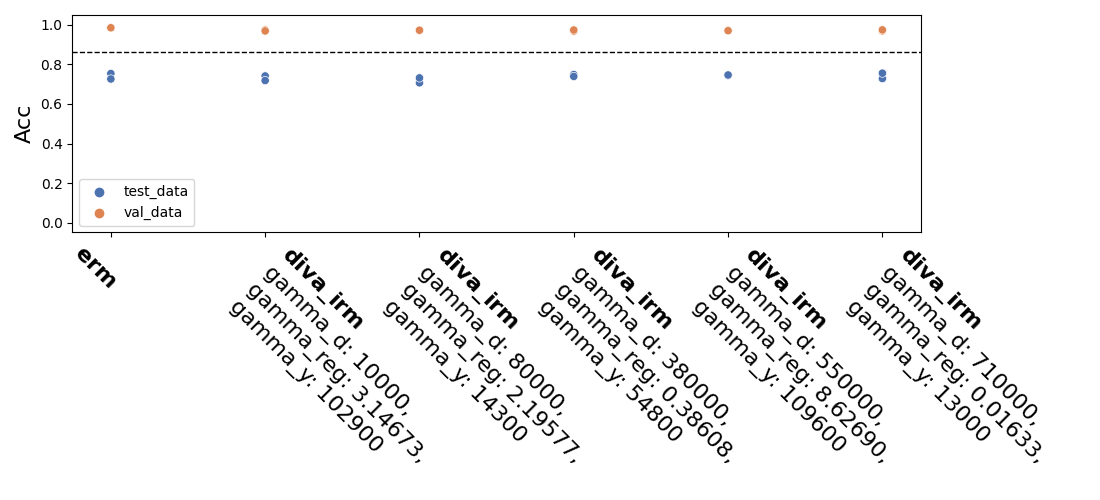 1.0
0.8
0.6
0.4
0.2
0.0
Acc
test_data
val_data
erm
diva_irm
gamma_d: 10000,
gamma_reg: 3.14673,
gamma_y: 102900
diva_irm
gamma_d: 80000,
gamma_reg: 2.19577,
gamma_y: 14300
diva_irm
gamma_d: 380000,
gamma_reg: 0.38608,
gamma_y: 54800
diva_irm
gamma_d: 550000,
gamma_reg: 8.62690,
gamma_y: 109600
diva_irm
gamma_d: 710000,
gamma_reg: 0.01633,
gamma_y: 13000